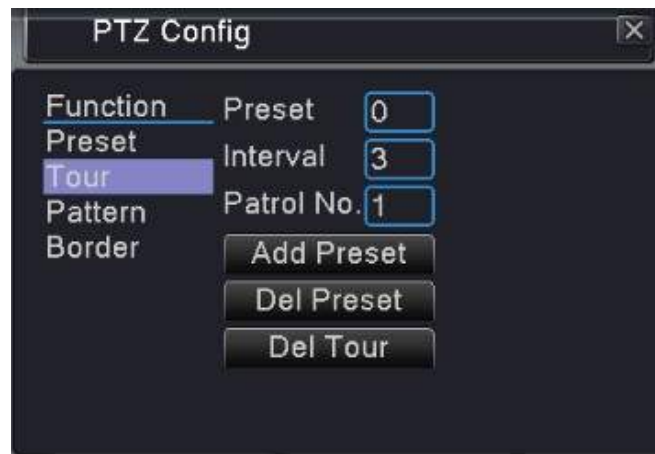 PTZ Config
Function
Preset
Tour
Pattern
Border
Preset 0
Interval 3
Patrol No. 1
Add Preset
Del Preset
Del Tour